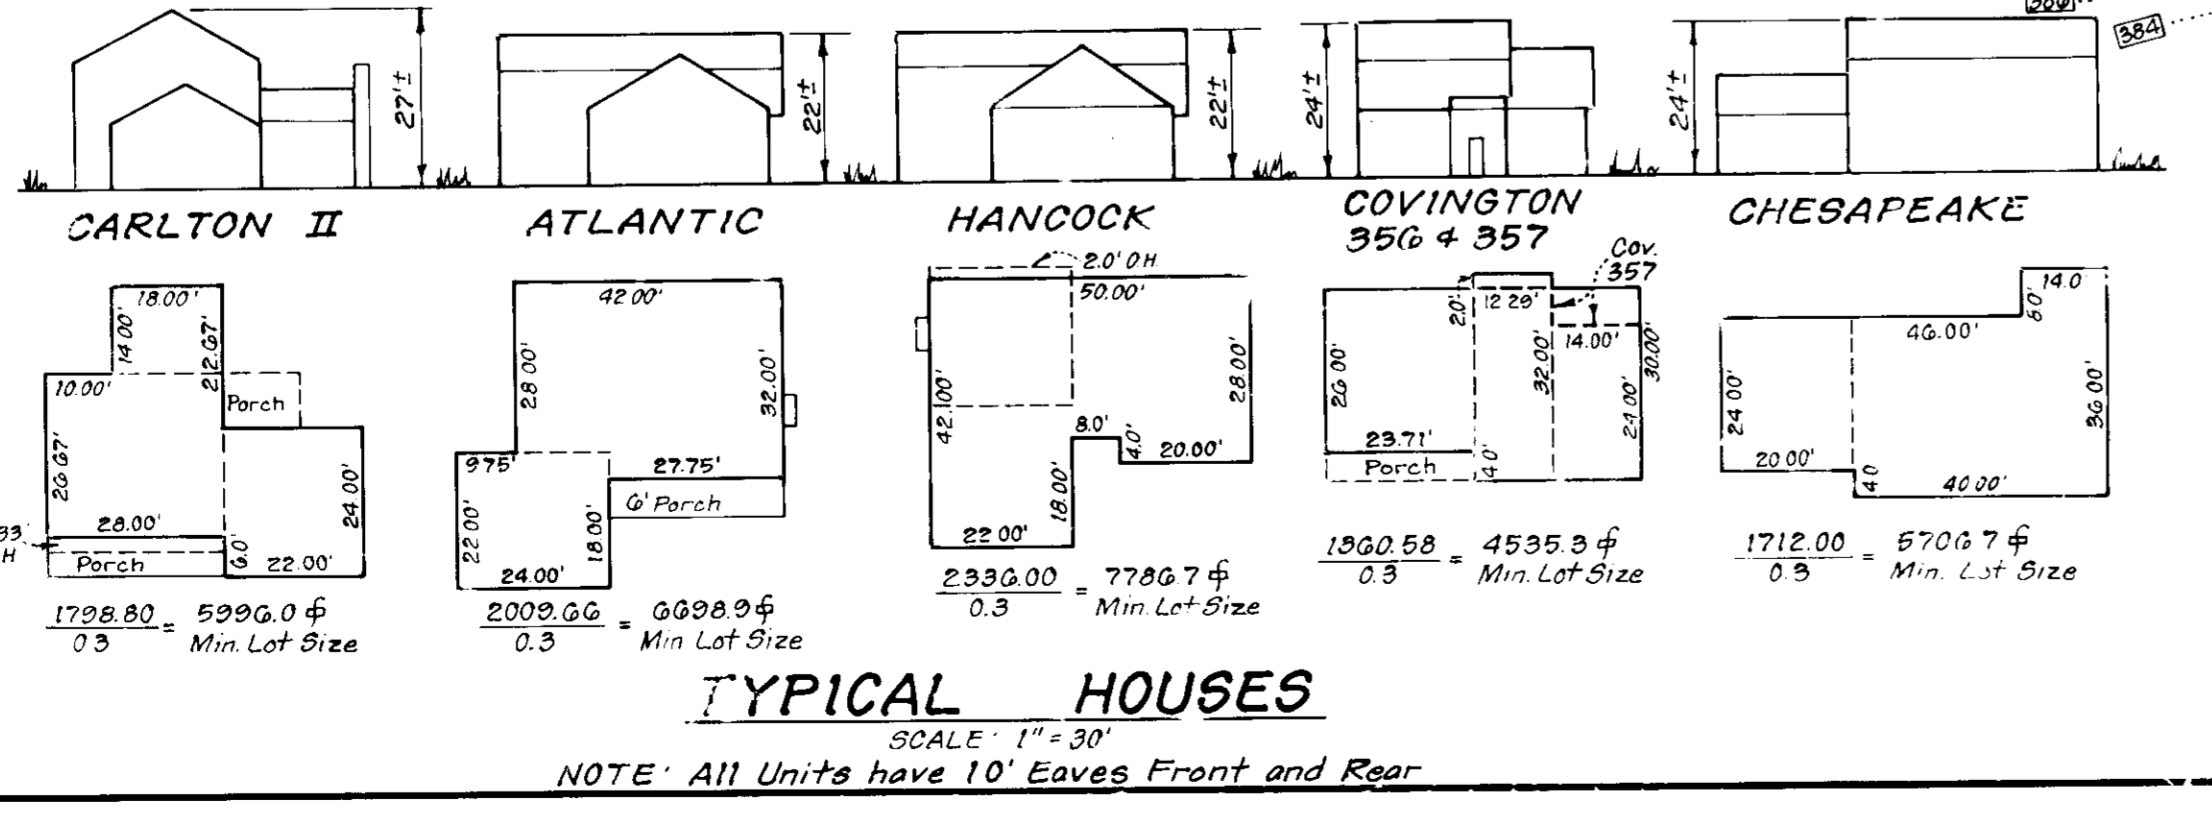 206
384
27'±
22'±
22'±
24'±
24'±
CARLTON II
ATLANTIC
HANCOCK
COVINGTON
356 & 357
CHESAPEAKE
18.00'
14 00'
22.67'
10.00'
Porch
26 67'
24.00'
28.00'
33'
H
Porch
6.0
22.00'
1798.80
0 3
= 5996.0 ⌀
Min. Lot Size
42 00'
28 00'
32.00'
9 75'
27.75'
6' Porch
22 00'
18.00'
24.00'
2009.66
0.3
= 6698.9 ⌀
Min Lot Size
2.0' O.H.
50.00'
42.00'
28.00'
8.0'
4.0'
20.00'
18.00'
22 00'
2336.00
0.3
= 7786.7 ⌀
Min. Lot Size
Cov.
357
2.0'
12 29'
14.00'
26 00'
32.00'
30.00'
24 00'
23.71'
Porch
4 0'
1360.58
0.3
= 4535.3 ⌀
Min. Lot Size
14.0'
46.00'
24 00'
36 00'
20 00'
4.0
40 00'
1712.00
0.3
= 5706 7 ⌀
Min. Lot Size
TYPICAL HOUSES
SCALE · 1" = 30'
NOTE · All Units have 10' Eaves Front and Rear